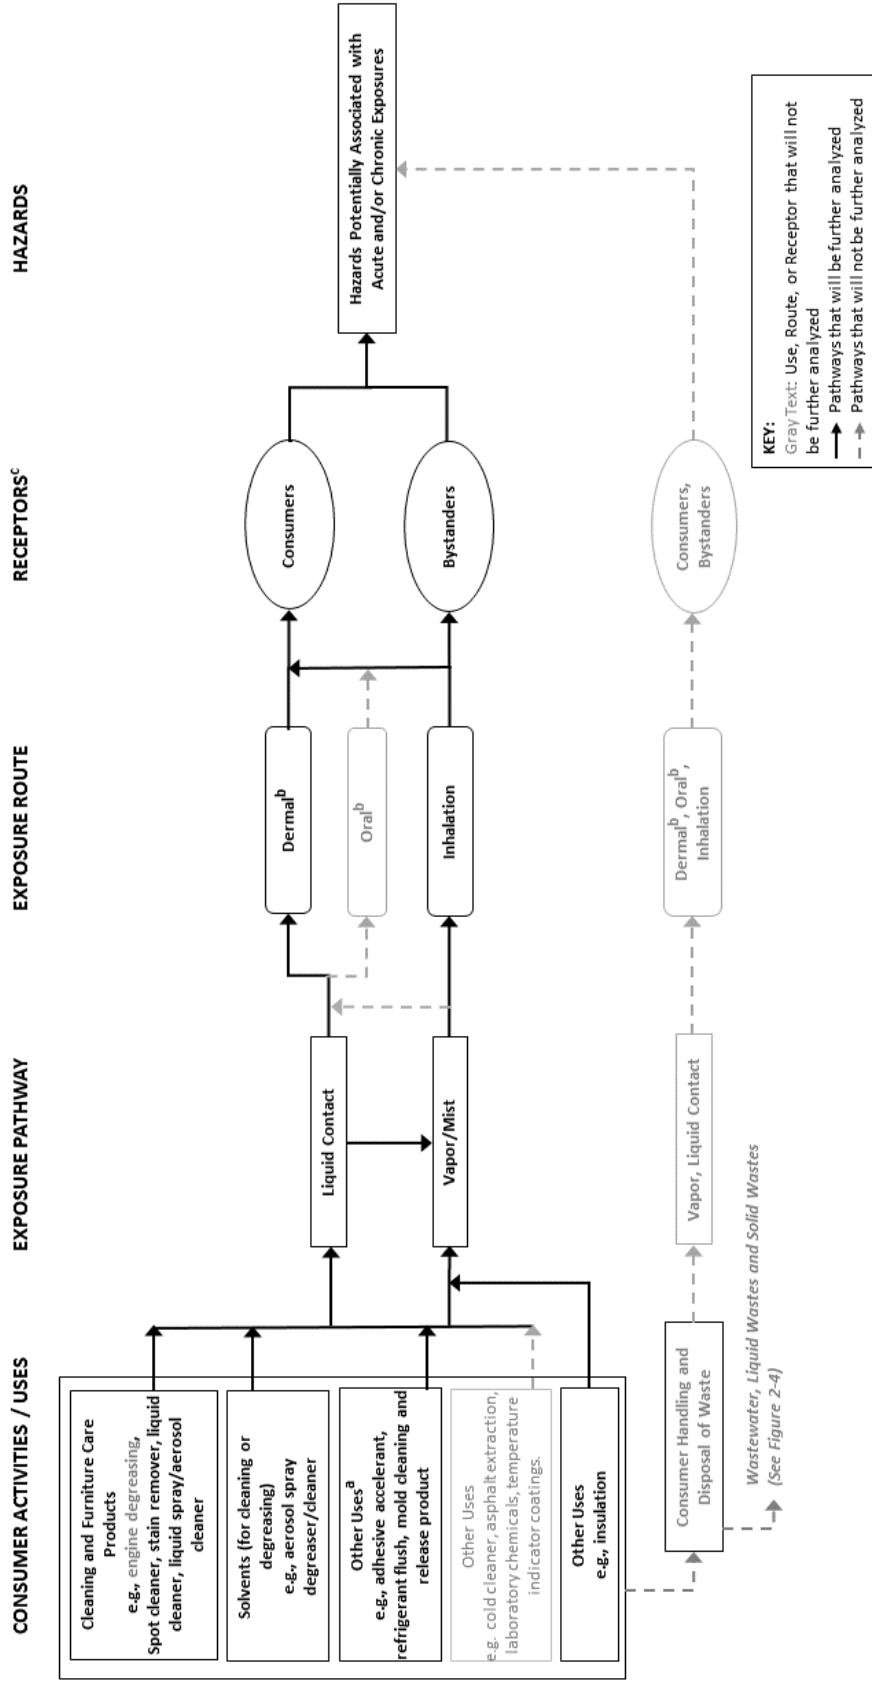 CONSUMER ACTIVITIES / USES
EXPOSURE PATHWAY
EXPOSURE ROUTE
RECEPTORSᶜ
HAZARDS
Cleaning and Furniture Care
Products
e.g., engine degreasing,
Spot cleaner, stain remover, liquid
cleaner, liquid spray/aerosol
cleaner
Solvents (for cleaning or
degreasing)
e.g., aerosol spray
degreaser/cleaner
Other Usesᵃ
e.g., adhesive accelerant,
refrigerant flush, mold cleaning and
release product
Other Uses
e.g. cold cleaner, asphalt extraction,
laboratory chemicals, temperature
indicator coatings.
Other Uses
e.g., insulation
Consumer Handling and
Disposal of Waste
Wastewater, Liquid Wastes and Solid Wastes
(See Figure 2-4)
Liquid Contact
Vapor/Mist
Vapor, Liquid Contact
Dermalᵇ
Oralᵇ
Inhalation
Dermalᵇ, Oralᵇ,
Inhalation
Consumers
Bystanders
Consumers,
Bystanders
Hazards Potentially Associated with
Acute and/or Chronic Exposures
KEY:
Gray Text: Use, Route, or Receptor that will not
be further analyzed
Pathways that will be further analyzed
Pathways that will not be further analyzed